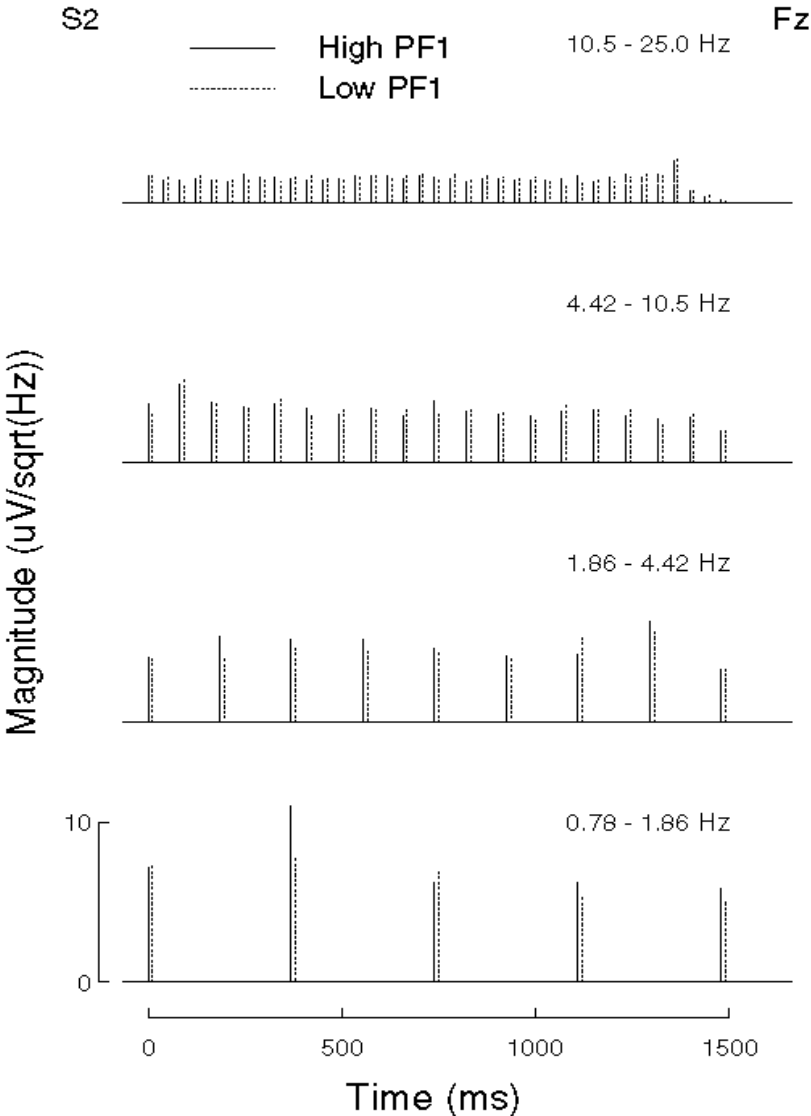 S2
Fz
High PF1
Low PF1
10.5 - 25.0 Hz
4.42 - 10.5 Hz
1.86 - 4.42 Hz
0.78 - 1.86 Hz
Magnitude (uV/sqrt(Hz))
10
0
0
500
1000
1500
Time (ms)